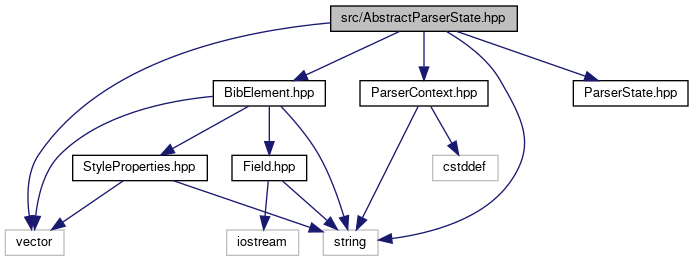 src/AbstractParserState.hpp
BibElement.hpp
ParserContext.hpp
ParserState.hpp
StyleProperties.hpp
Field.hpp
cstddef
vector
iostream
string